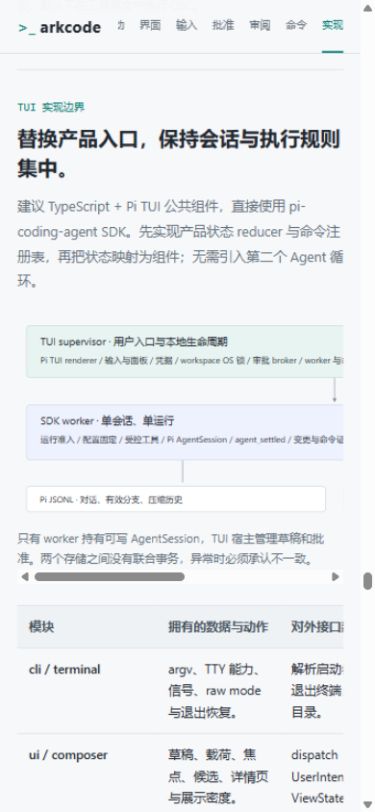 >_ arkcode 界面 输入 批准 审阅 命令 实现
TUI 实现边界
替换产品入口，保持会话与执行规则
集中。
建议 TypeScript + Pi TUI 公共组件，直接使用 pi-
coding-agent SDK。先实现产品状态 reducer 与命令注
册表，再把状态映射为组件；无需引入第二个 Agent 循
环。
TUI supervisor · 用户入口与本地生命周期
Pi TUI renderer / 输入与面板 / 凭据 / workspace OS 锁 / 审批 broker / worker 与
SDK worker · 单会话、单运行
运行准入 / 配置固定 / 受控工具 / Pi AgentSession / agent_settled / 变更与命令证
Pi JSONL · 对话、有效分支、压缩历史
只有 worker 持有可写 AgentSession，TUI 宿主管理草稿和批
准。两个存储之间没有联合事务，异常时必须承认不一致。
模块 拥有的数据与动作 对外接口
cli / terminal argv、TTY 能力、 解析启动
信号、raw mode 退出终端
与退出恢复。 目录。
ui / composer 草稿、载荷、焦 dispatch
点、候选、详情页 UserInten
与展示密度。 ViewState